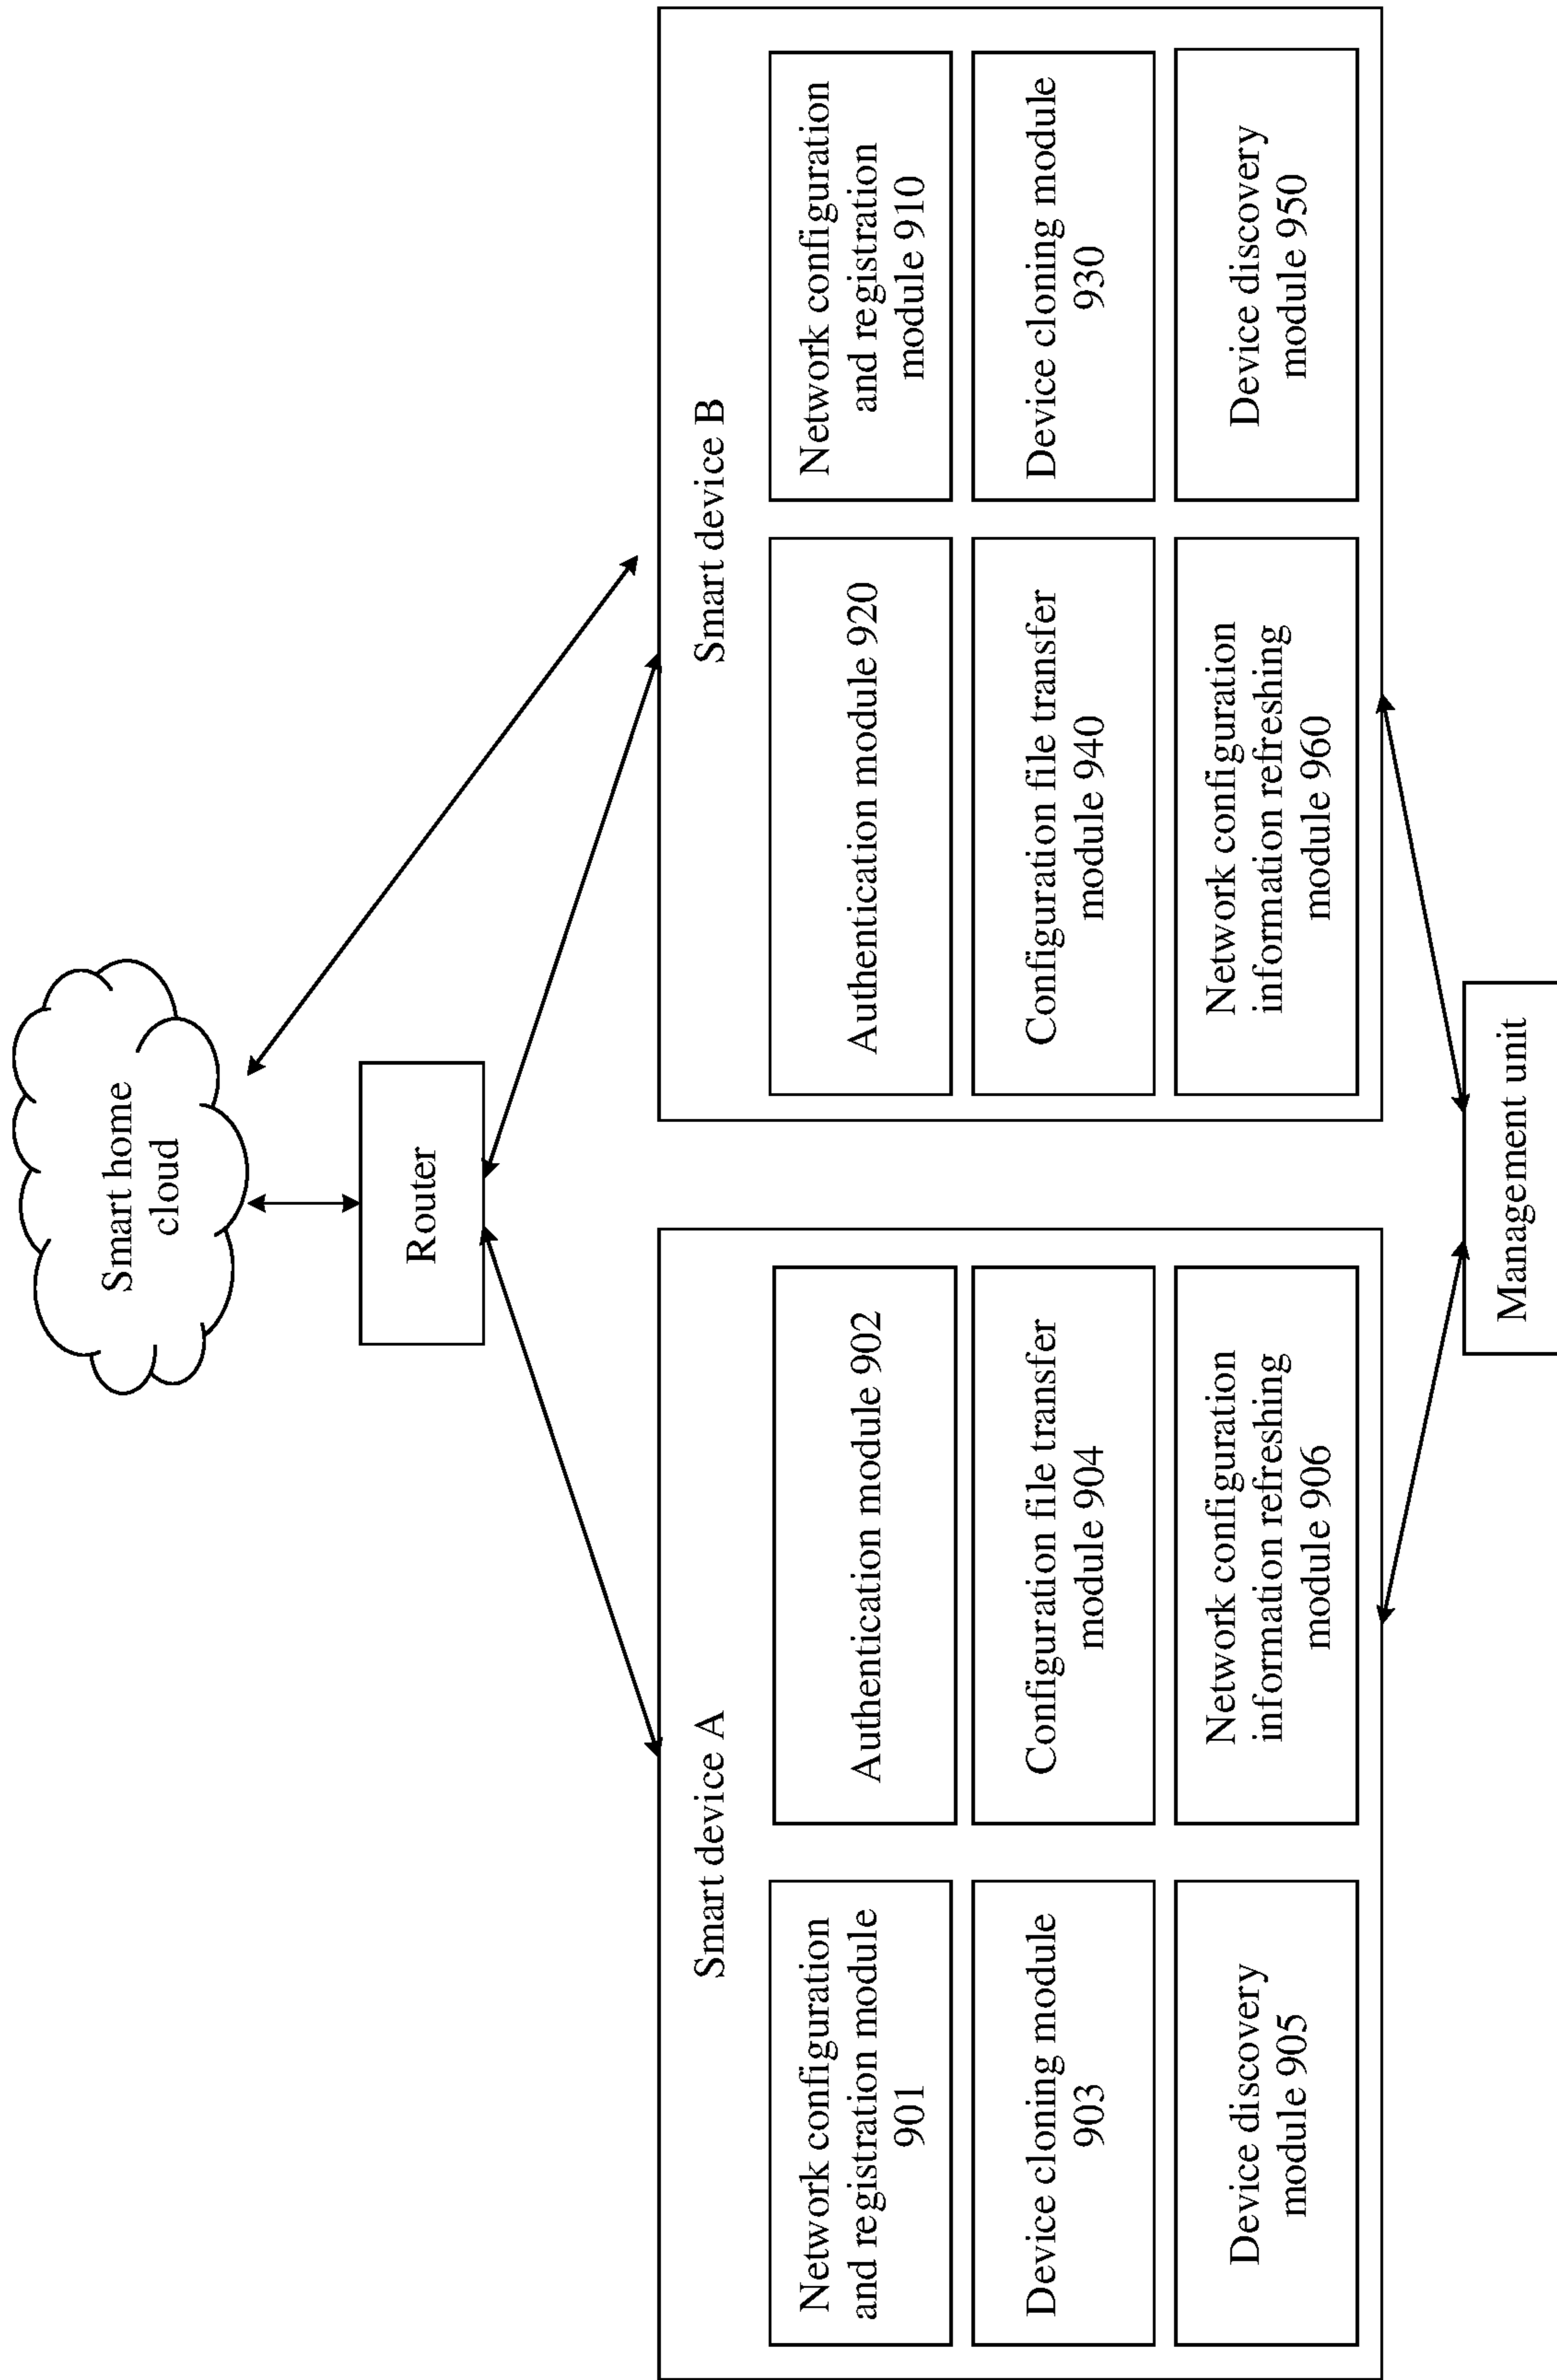 Smart home
cloud
Router
Smart device A
Network configuration
and registration module
901
Authentication module 902
Device cloning module
903
Configuration file transfer
module 904
Device discovery
module 905
Network configuration
information refreshing
module 906
Smart device B
Authentication module 920
Network configuration
and registration
module 910
Configuration file transfer
module 940
Device cloning module
930
Network configuration
information refreshing
module 960
Device discovery
module 950
Management unit